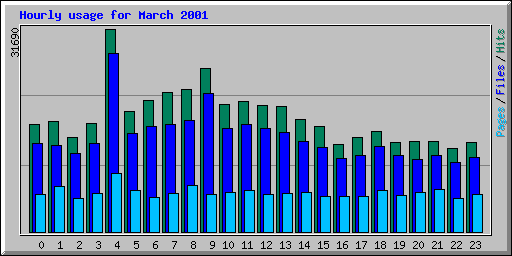 Hourly usage for March 2001
31690
Pages / Files / Hits
0 1 2 3 4 5 6 7 8 9 10 11 12 13 14 15 16 17 18 19 20 21 22 23